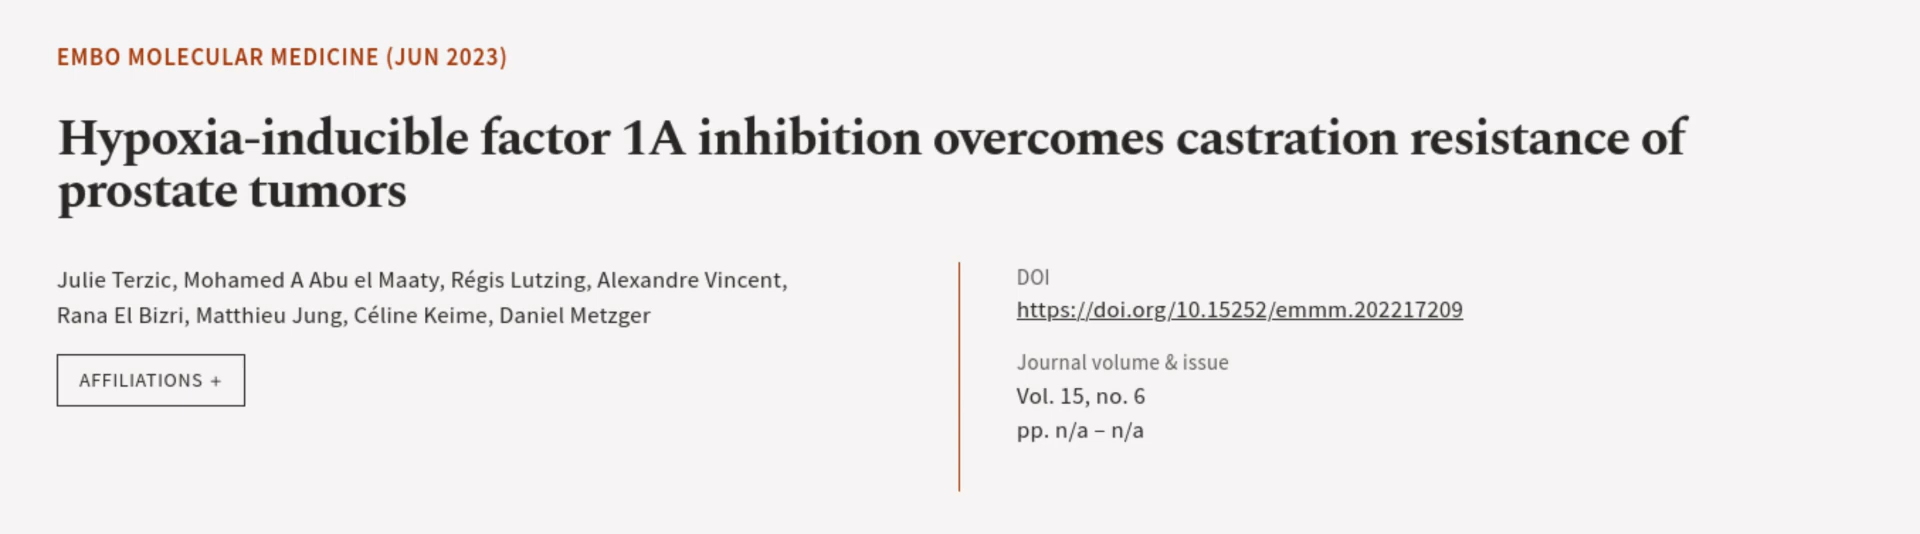 EMBO MOLECULAR MEDICINE (JUN 2023)
Hypoxia-inducible factor 1A inhibition overcomes castration resistance of
prostate tumors
Julie Terzic, Mohamed A Abu el Maaty, Régis Lutzing, Alexandre Vincent,
Rana El Bizri, Matthieu Jung, Céline Keime, Daniel Metzger
AFFILIATIONS +
DOI
https://doi.org/10.15252/emmm.202217209
Journal volume & issue
Vol. 15, no. 6
pp. n/a – n/a